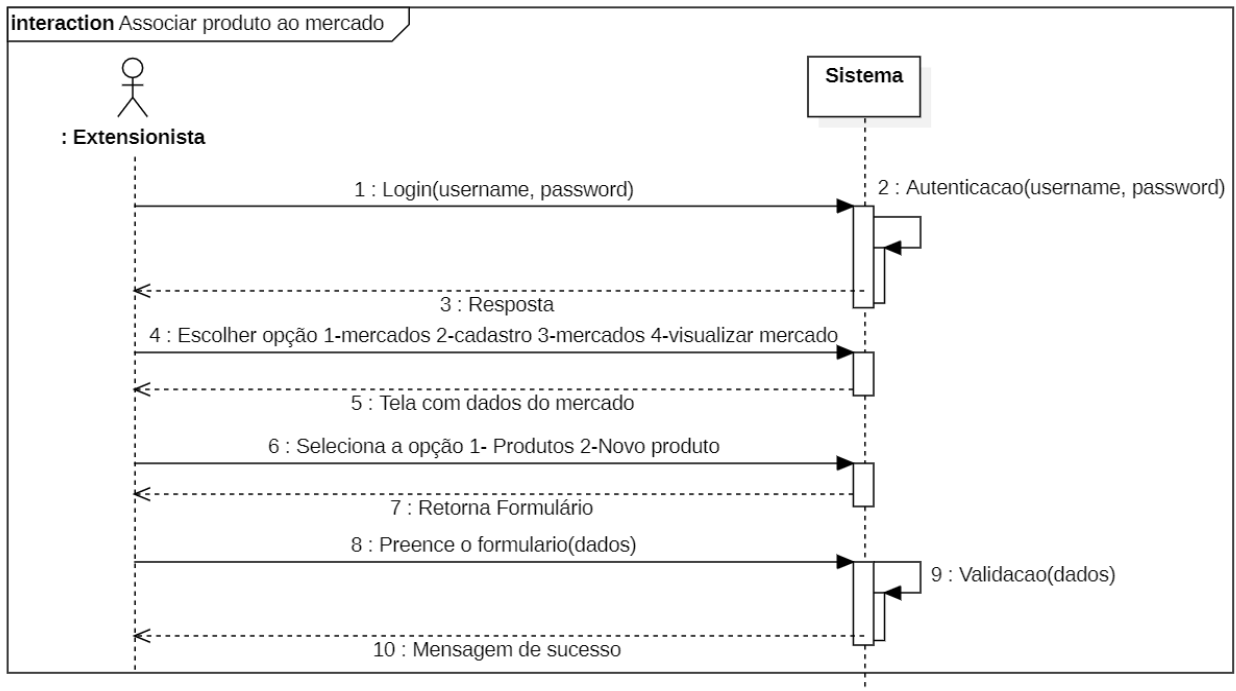 interaction Associar produto ao mercado
Sistema
: Extensionista
1 : Login(username, password)
2 : Autenticacao(username, password)
3 : Resposta
4 : Escolher opção 1-mercados 2-cadastro 3-mercados 4-visualizar mercado
5 : Tela com dados do mercado
6 : Seleciona a opção 1- Produtos 2-Novo produto
7 : Retorna Formulário
8 : Preence o formulario(dados)
9 : Validacao(dados)
10 : Mensagem de sucesso